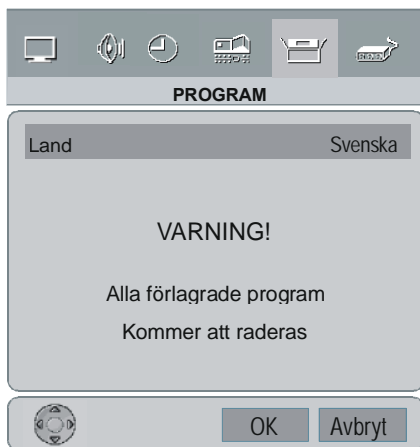 PROGRAM
Land Svenska
VARNING!
Alla förlagrade program
Kommer att raderas
OK Avbryt